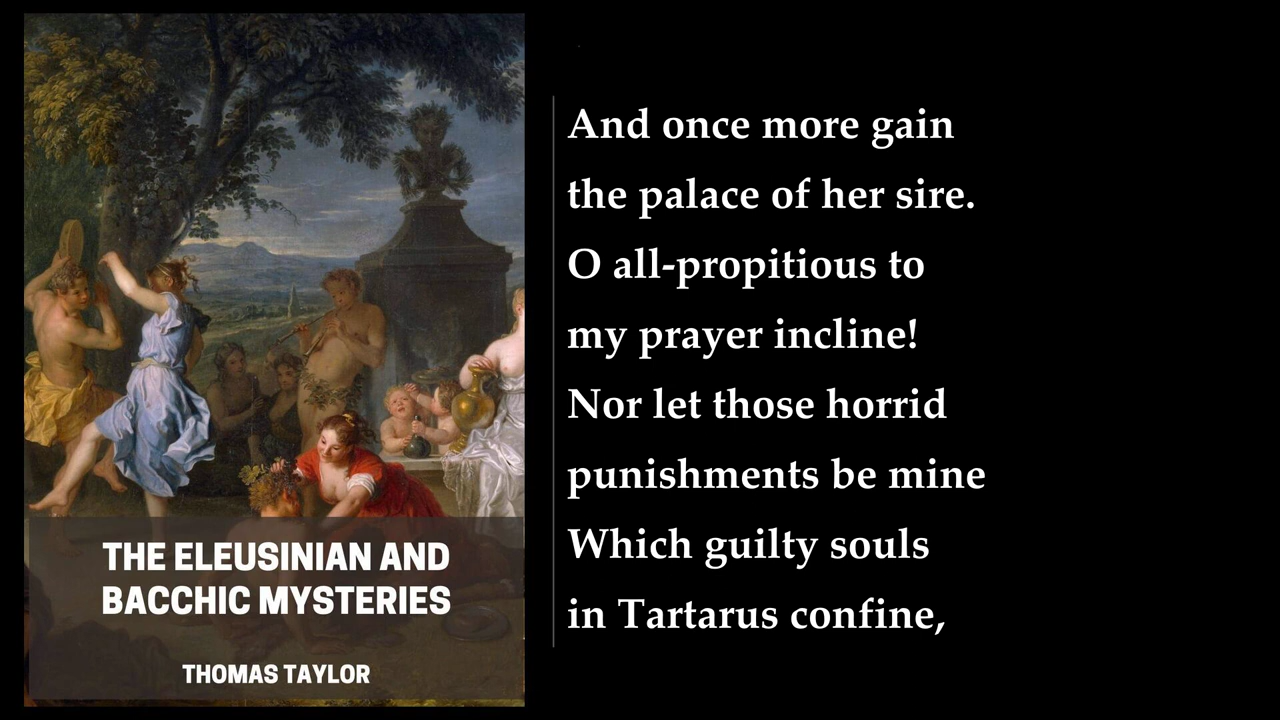 THE ELEUSINIAN AND
BACCHIC MYSTERIES
THOMAS TAYLOR
And once more gain
the palace of her sire.
O all-propitious to
my prayer incline!
Nor let those horrid
punishments be mine
Which guilty souls
in Tartarus confine,